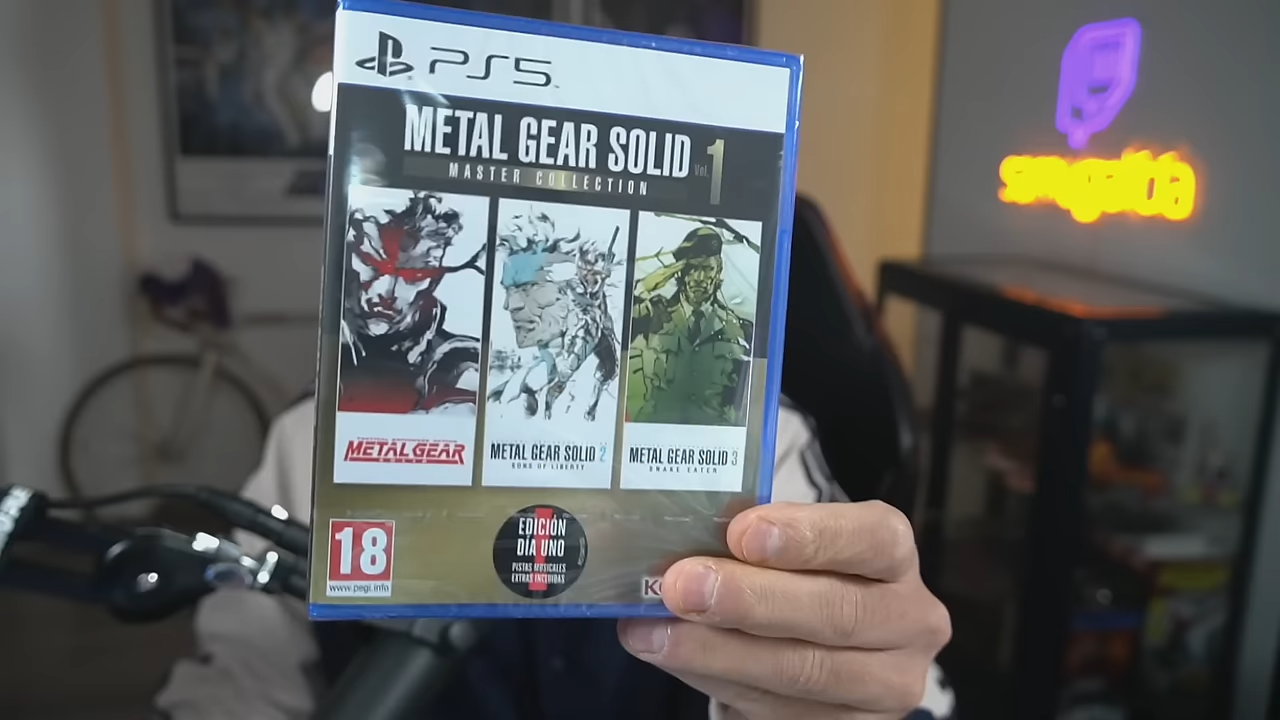 PS5
METAL GEAR SOLID
Vol. 1
MASTER COLLECTION
METAL GEAR
SOLID
METAL GEAR SOLID 2
SONS OF LIBERTY
METAL GEAR SOLID 3
SNAKE EATER
18
www.pegi.info
EDICIÓN
DÍA UNO
PISTAS MUSICALES
EXTRAS INCLUIDAS